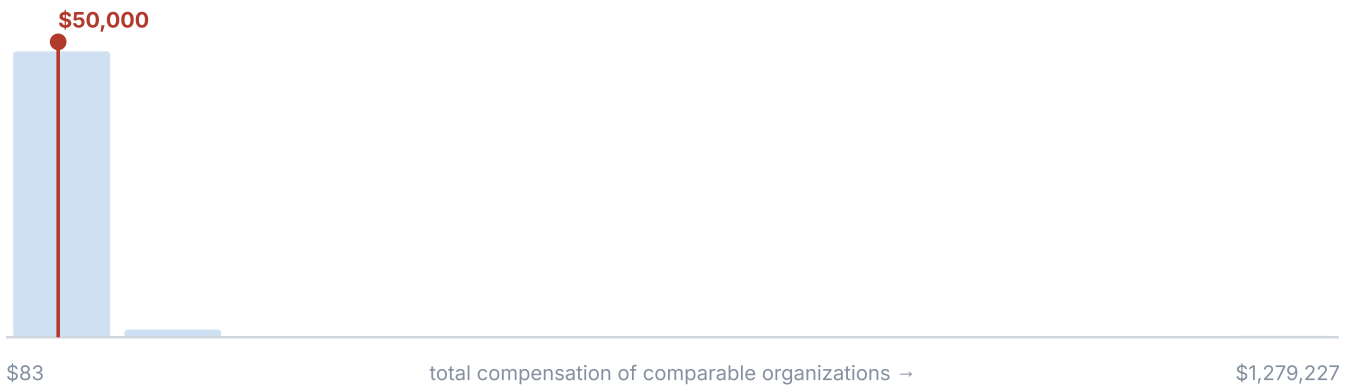 $50,000
$83 total compensation of comparable organizations → $1,279,227